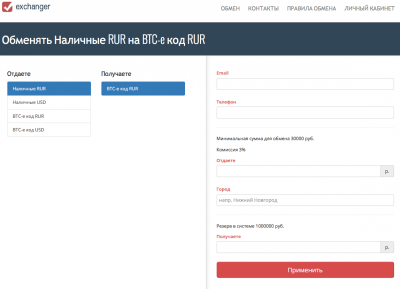 exchanger
ОБМЕН КОНТАКТЫ ПРАВИЛА ОБМЕНА ЛИЧНЫЙ КАБИНЕТ
Обменять Наличные RUR на BTC-e код RUR
Отдаете
Наличные RUR
Наличные USD
BTC-e код RUR
BTC-e код USD
Получаете
BTC-e код RUR
Email
Телефон
Минимальная сумма для обмена 30000 руб.
Комиссия 3%
Отдаете
р.
Город
напр. Нижний Новгород
Резерв в системе 1000000 руб.
Получаете
р.
Применить